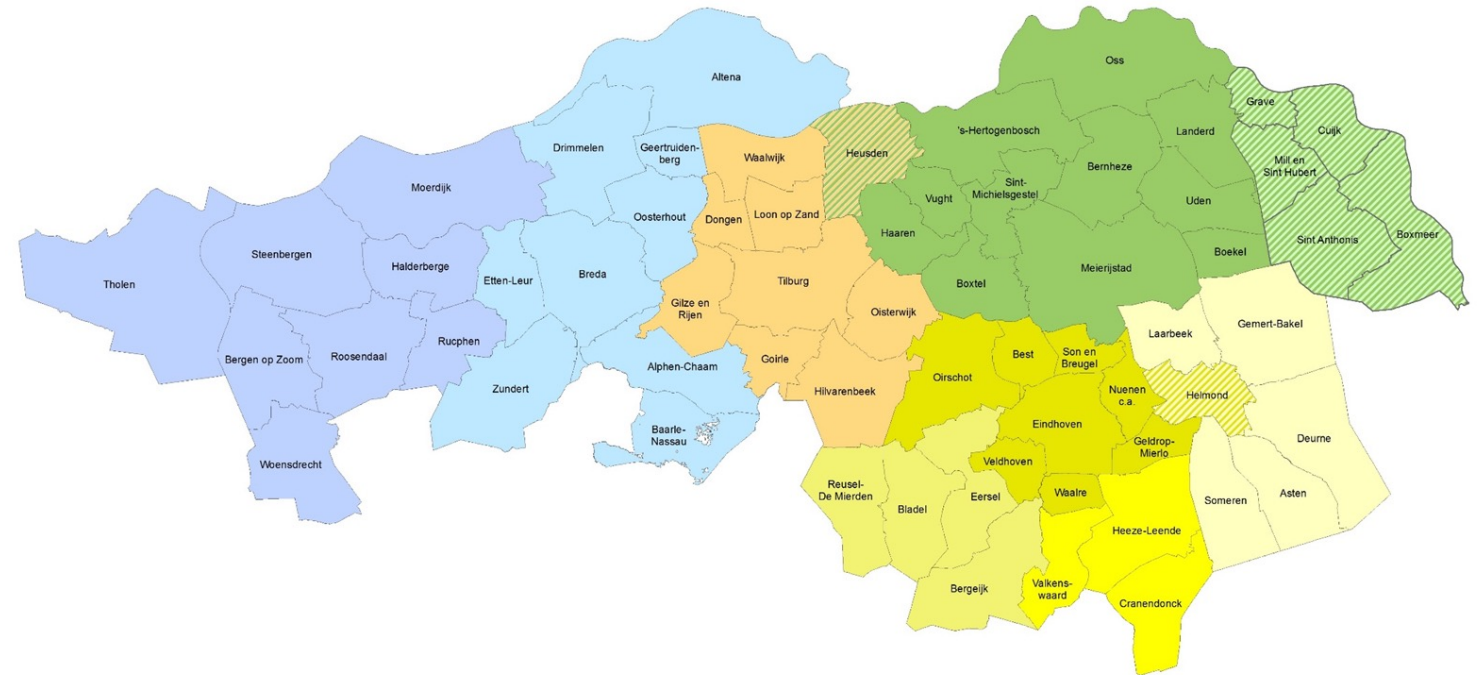 Oss
Altena
Grave
Cuijk
's-Hertogenbosch
Landerd
Drimmelen
Geertruiden-
berg
Waalwijk
Heusden
Mill en
Sint Hubert
Bernheze
Moerdijk
Sint-
Michielsgestel
Vught
Uden
Oosterhout
Dongen
Loon op Zand
Haaren
Sint Anthonis
Boxmeer
Steenbergen
Halderberge
Boekel
Tholen
Etten-Leur
Breda
Tilburg
Boxtel
Meierijstad
Gilze en
Rijen
Oisterwijk
Gemert-Bakel
Laarbeek
Rucphen
Bergen op Zoom
Roosendaal
Goirle
Alphen-Chaam
Best
Son en
Breugel
Oirschot
Zundert
Hilvarenbeek
Nuenen
c.a.
Helmond
Eindhoven
Baarle-
Nassau
Deurne
Geldrop-
Mierlo
Woensdrecht
Veldhoven
Reusel-
De Mierden
Waalre
Eersel
Asten
Someren
Bladel
Heeze-Leende
Bergeijk
Valkens-
waard
Cranendonck